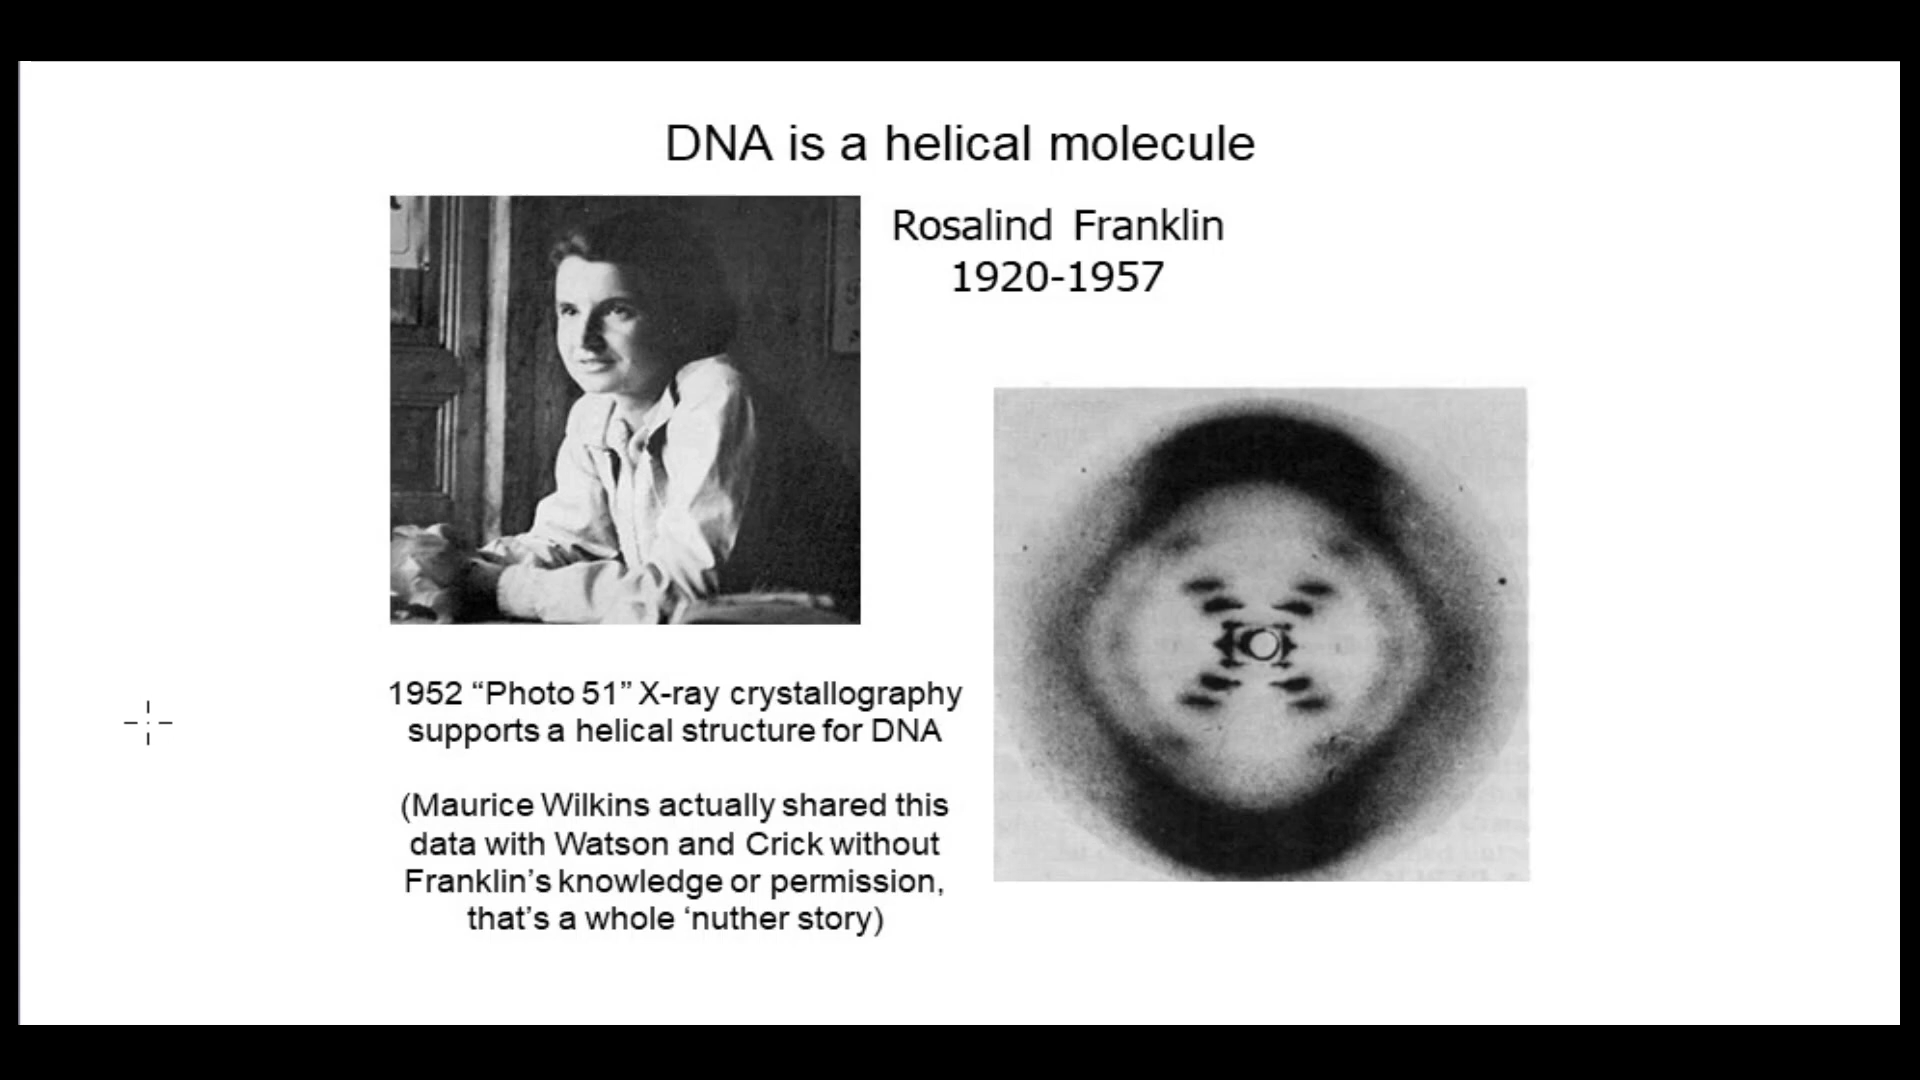 DNA is a helical molecule
Rosalind Franklin
1920-1957
1952 “Photo 51” X-ray crystallography
supports a helical structure for DNA
(Maurice Wilkins actually shared this
data with Watson and Crick without
Franklin’s knowledge or permission,
that’s a whole ‘nuther story)